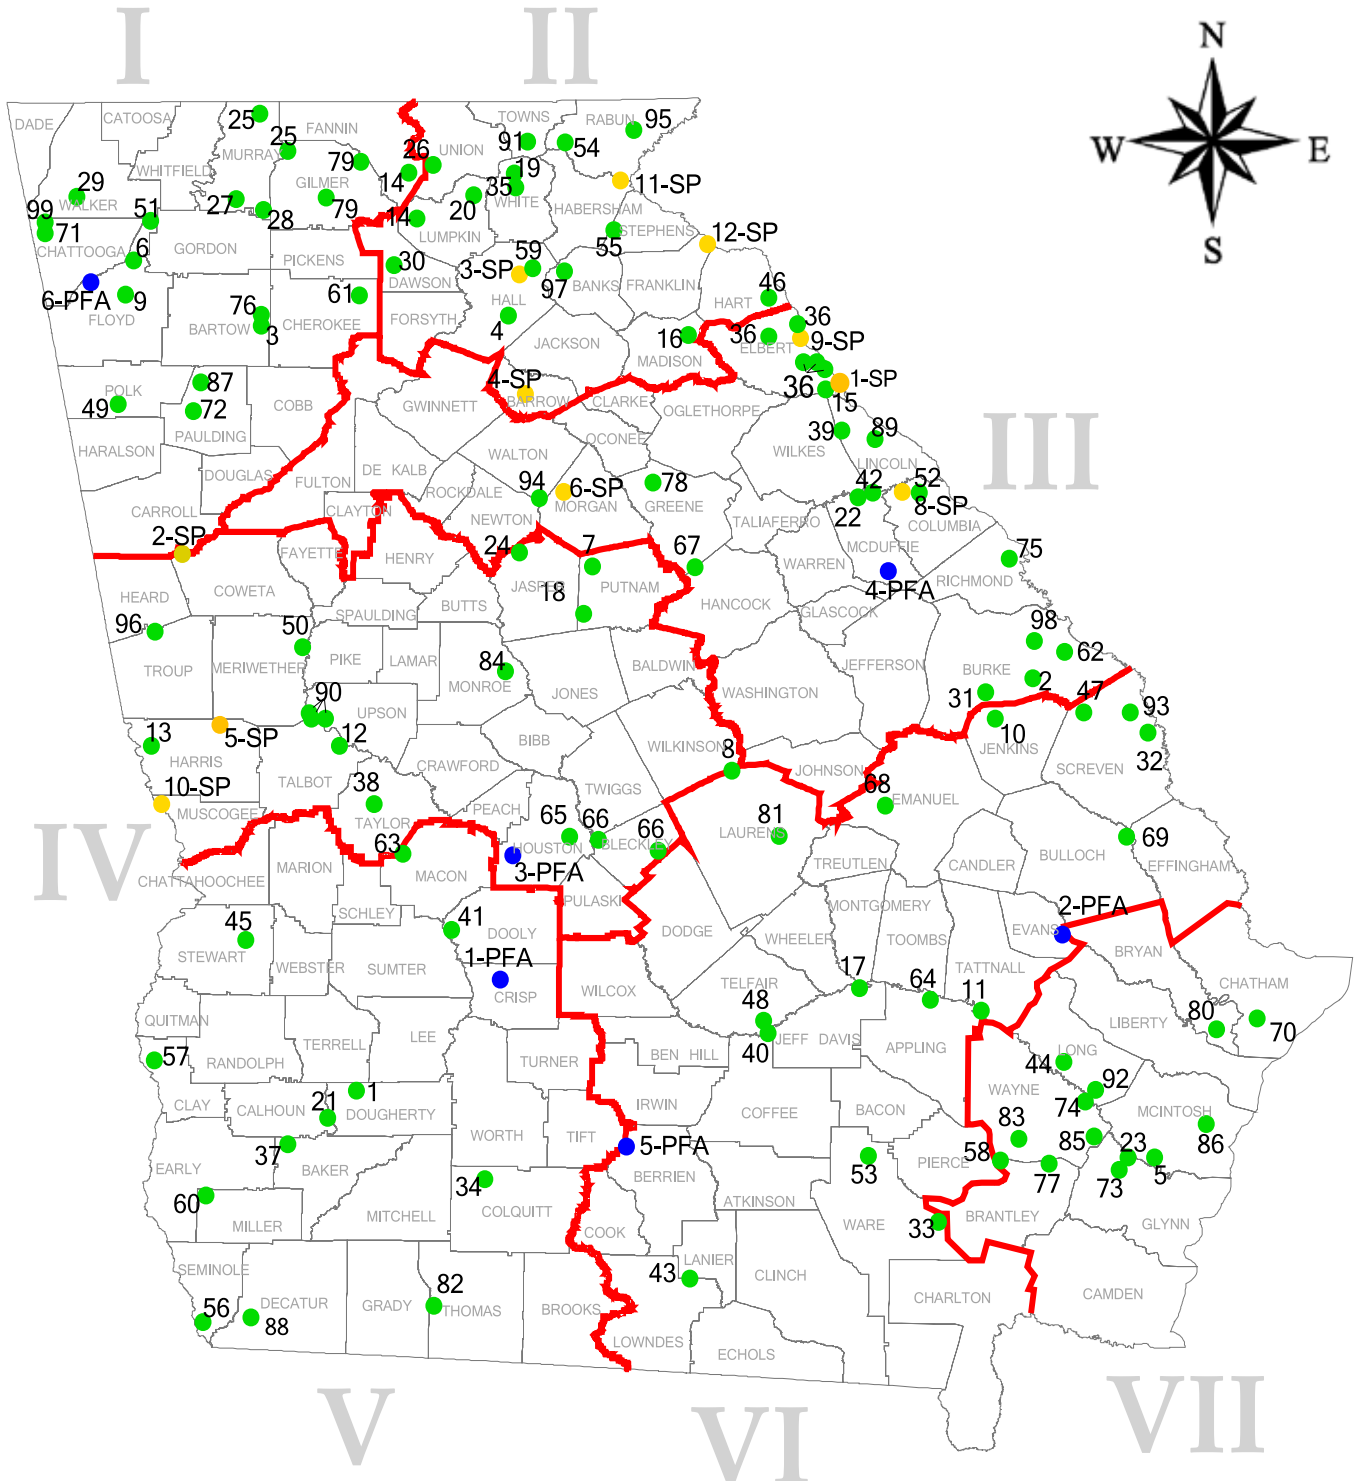 I
II
N
W
E
S
DADE
CATOOSA
25
FANNIN
TOWNS
RABUN
95
WHITFIELD
MURRAY
25
79
26
UNION
91
54
29
WALKER
27
28
GILMER
79
14
20
35
19
WHITE
11-SP
HABERSHAM
99
71
51
CHATTOOGA
GORDON
14
LUMPKIN
STEPHENS
55
12-SP
6
PICKENS
30
DAWSON
3-SP
59
97
BANKS
FRANKLIN
6-PFA
9
FLOYD
76
BARTOW
3
61
CHEROKEE
FORSYTH
HALL
4
HART
46
36
36
ELBERT
9-SP
JACKSON
16
MADISON
36
1-SP
15
87
POLK
49
72
PAULDING
COBB
GWINNETT
4-SP
BARROW
CLARKE
OGLETHORPE
III
HARALSON
DOUGLAS
OCONEE
WALTON
WILKES
39
89
LINCOLN
FULTON
DE KALB
ROCKDALE
94
6-SP
MORGAN
78
GREENE
42
22
52
8-SP
CARROLL
CLAYTON
NEWTON
TALIAFERRO
COLUMBIA
2-SP
FAYETTE
HENRY
24
7
67
WARREN
MCDUFFIE
75
RICHMOND
HEARD
COWETA
JASPER
PUTNAM
4-PFA
SPAULDING
BUTTS
18
HANCOCK
GLASCOCK
96
50
98
62
TROUP
MERIWETHER
PIKE
LAMAR
84
MONROE
JONES
BALDWIN
WASHINGTON
JEFFERSON
BURKE
31
2
47
93
90
UPSON
12
10
JENKINS
32
5-SP
13
HARRIS
BIBB
WILKINSON
8
SCREVEN
TALBOT
CRAWFORD
TWIGGS
JOHNSON
10-SP
MUSCOGEE
38
TAYLOR
PEACH
68
EMANUEL
IV
63
65
66
66
HOUSTON
BLECKLEY
81
LAURENS
69
BULLOCH
3-PFA
CHATTAHOOCHEE
MARION
MACON
TREUTLEN
CANDLER
EFFINGHAM
SCHLEY
PULASKI
MONTGOMERY
2-PFA
45
STEWART
41
DOOLY
DODGE
WHEELER
TOOMBS
EVANS
BRYAN
WEBSTER
SUMTER
1-PFA
CRISP
WILCOX
TELFAIR
17
64
TATTNALL
11
CHATHAM
QUITMAN
48
40
JEFF DAVIS
LIBERTY
80
70
57
RANDOLPH
TERRELL
LEE
TURNER
BEN HILL
APPLING
44
LONG
CLAY
CALHOUN
21
1
DOUGHERTY
IRWIN
COFFEE
BACON
WAYNE
92
74
MCINTOSH
86
37
WORTH
TIFT
5-PFA
83
85
EARLY
BAKER
BERRIEN
53
PIERCE
58
77
23
73
5
60
34
COLQUITT
ATKINSON
MILLER
MITCHELL
COOK
WARE
33
BRANTLEY
GLYNN
SEMINOLE
LANIER
43
CLINCH
CHARLTON
CAMDEN
56
DECATUR
88
GRADY
82
THOMAS
BROOKS
LOWNDES
ECHOLS
V
VI
VII